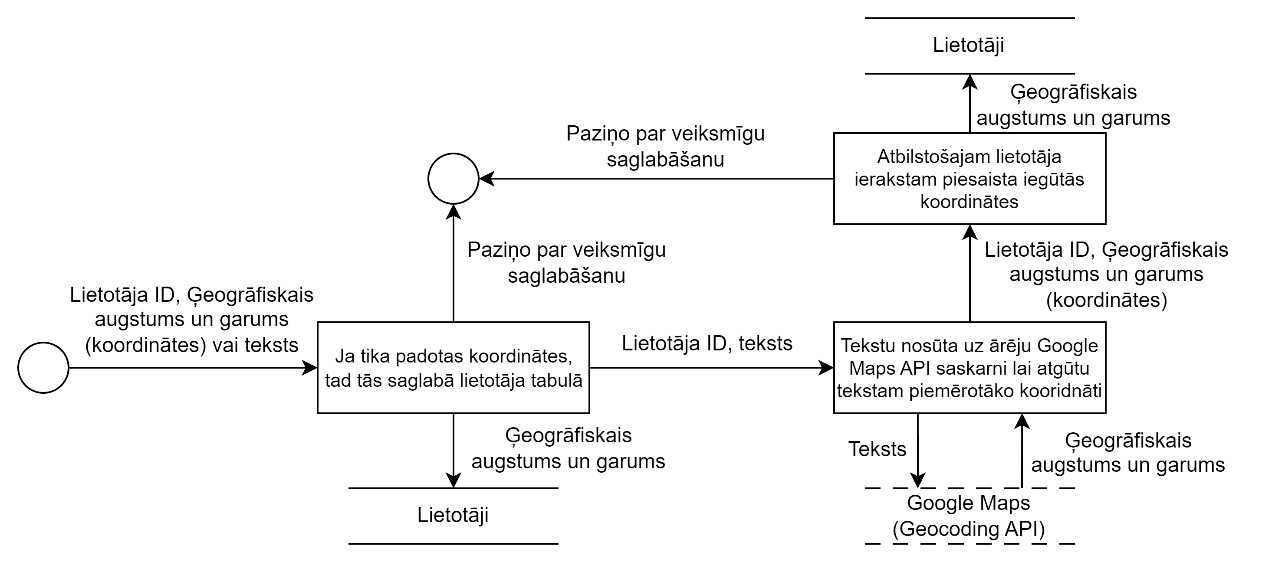 Lietotāji
Ģeogrāfiskais
augstums un garums
Paziņo par veiksmīgu
saglabāšanu
Atbilstošajam lietotāja
ierakstam piesaista iegūtās
koordinātes
Paziņo par veiksmīgu
saglabāšanu
Lietotāja ID, Ģeogrāfiskais
augstums un garums
(koordinātes)
Lietotāja ID, Ģeogrāfiskais
augstums un garums
(koordinātes) vai teksts
Ja tika padotas koordinātes,
tad tās saglabā lietotāja tabulā
Lietotāja ID, teksts
Tekstu nosūta uz ārēju Google
Maps API saskarni lai atgūtu
tekstam piemērotāko kooridnāti
Ģeogrāfiskais
augstums un garums
Teksts
Ģeogrāfiskais
augstums un garums
Lietotāji
Google Maps
(Geocoding API)